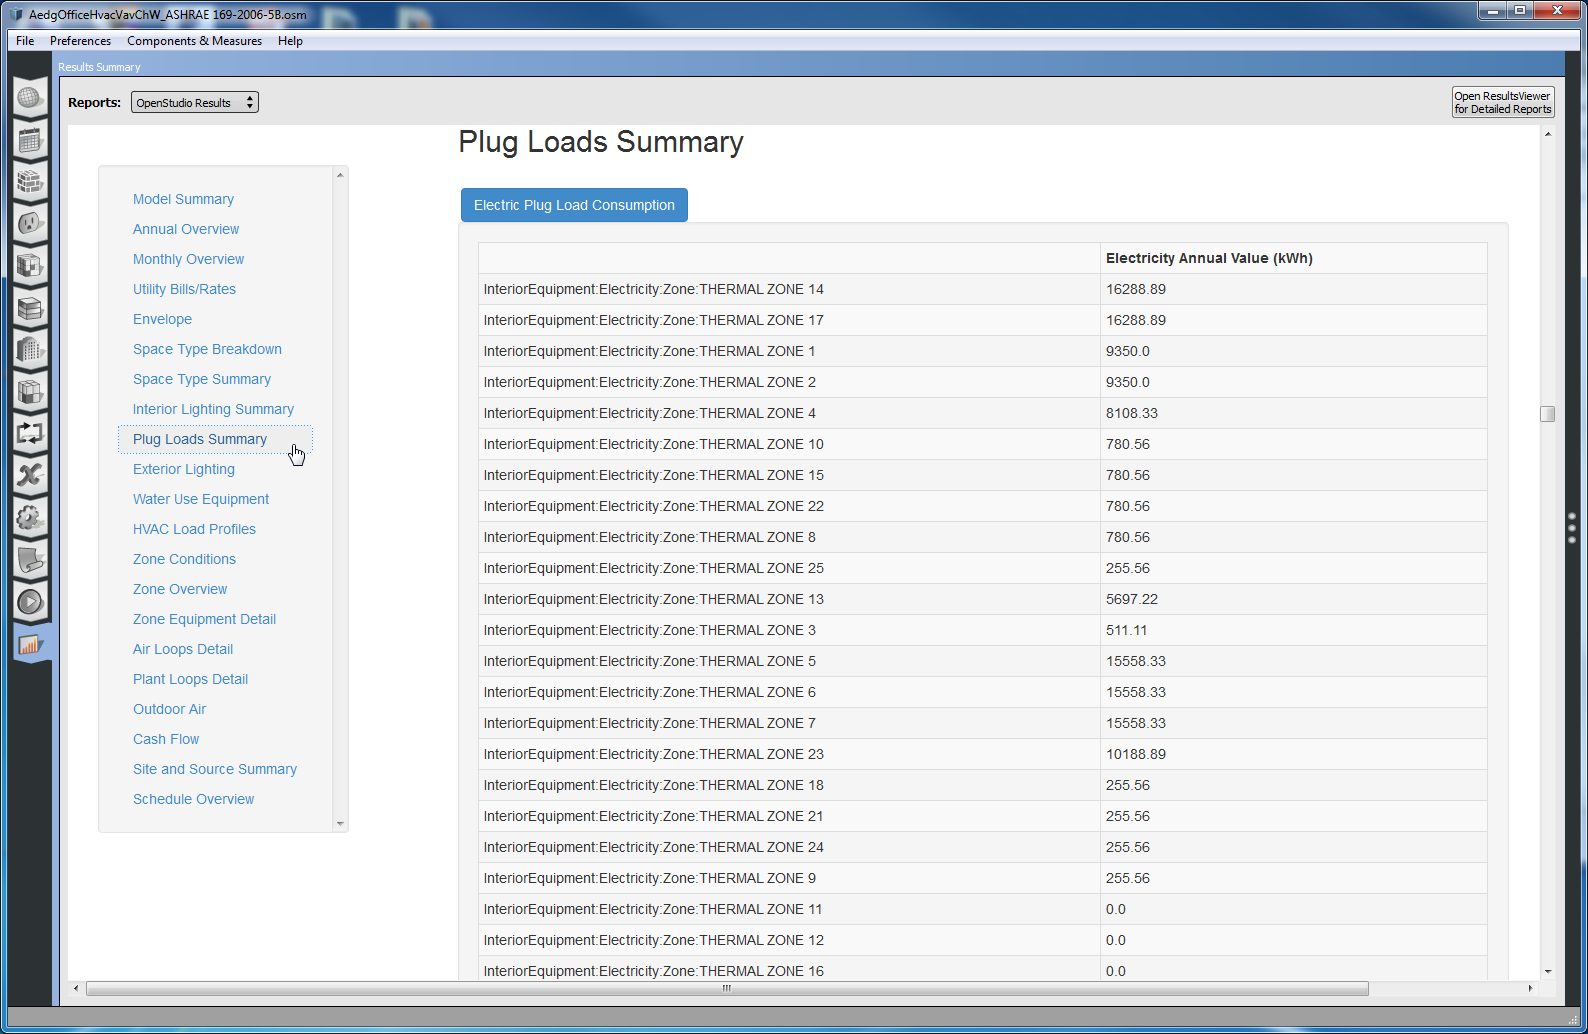 AedgOfficeHvacVavChW_ASHRAE 169-2006-5B.osm
File Preferences Components & Measures Help
Results Summary
Reports: OpenStudio Results
Open ResultsViewer
for Detailed Reports
Model Summary
Annual Overview
Monthly Overview
Utility Bills/Rates
Envelope
Space Type Breakdown
Space Type Summary
Interior Lighting Summary
Plug Loads Summary
Exterior Lighting
Water Use Equipment
HVAC Load Profiles
Zone Conditions
Zone Overview
Zone Equipment Detail
Air Loops Detail
Plant Loops Detail
Outdoor Air
Cash Flow
Site and Source Summary
Schedule Overview
Plug Loads Summary
Electric Plug Load Consumption
Electricity Annual Value (kWh)
InteriorEquipment:Electricity:Zone:THERMAL ZONE 14 16288.89
InteriorEquipment:Electricity:Zone:THERMAL ZONE 17 16288.89
InteriorEquipment:Electricity:Zone:THERMAL ZONE 1 9350.0
InteriorEquipment:Electricity:Zone:THERMAL ZONE 2 9350.0
InteriorEquipment:Electricity:Zone:THERMAL ZONE 4 8108.33
InteriorEquipment:Electricity:Zone:THERMAL ZONE 10 780.56
InteriorEquipment:Electricity:Zone:THERMAL ZONE 15 780.56
InteriorEquipment:Electricity:Zone:THERMAL ZONE 22 780.56
InteriorEquipment:Electricity:Zone:THERMAL ZONE 8 780.56
InteriorEquipment:Electricity:Zone:THERMAL ZONE 25 255.56
InteriorEquipment:Electricity:Zone:THERMAL ZONE 13 5697.22
InteriorEquipment:Electricity:Zone:THERMAL ZONE 3 511.11
InteriorEquipment:Electricity:Zone:THERMAL ZONE 5 15558.33
InteriorEquipment:Electricity:Zone:THERMAL ZONE 6 15558.33
InteriorEquipment:Electricity:Zone:THERMAL ZONE 7 15558.33
InteriorEquipment:Electricity:Zone:THERMAL ZONE 23 10188.89
InteriorEquipment:Electricity:Zone:THERMAL ZONE 18 255.56
InteriorEquipment:Electricity:Zone:THERMAL ZONE 21 255.56
InteriorEquipment:Electricity:Zone:THERMAL ZONE 24 255.56
InteriorEquipment:Electricity:Zone:THERMAL ZONE 9 255.56
InteriorEquipment:Electricity:Zone:THERMAL ZONE 11 0.0
InteriorEquipment:Electricity:Zone:THERMAL ZONE 12 0.0
InteriorEquipment:Electricity:Zone:THERMAL ZONE 16 0.0